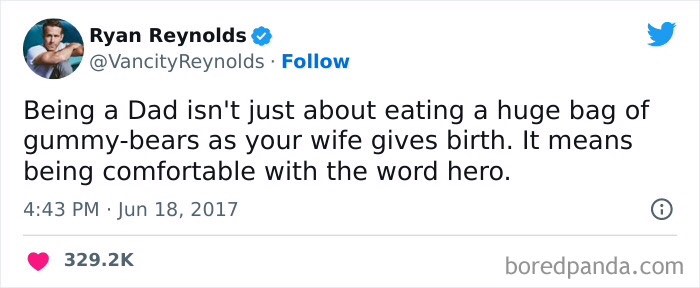 Ryan Reynolds
@VancityReynolds · Follow
Being a Dad isn't just about eating a huge bag of
gummy-bears as your wife gives birth. It means
being comfortable with the word hero.
4:43 PM · Jun 18, 2017
329.2K
boredpanda.com